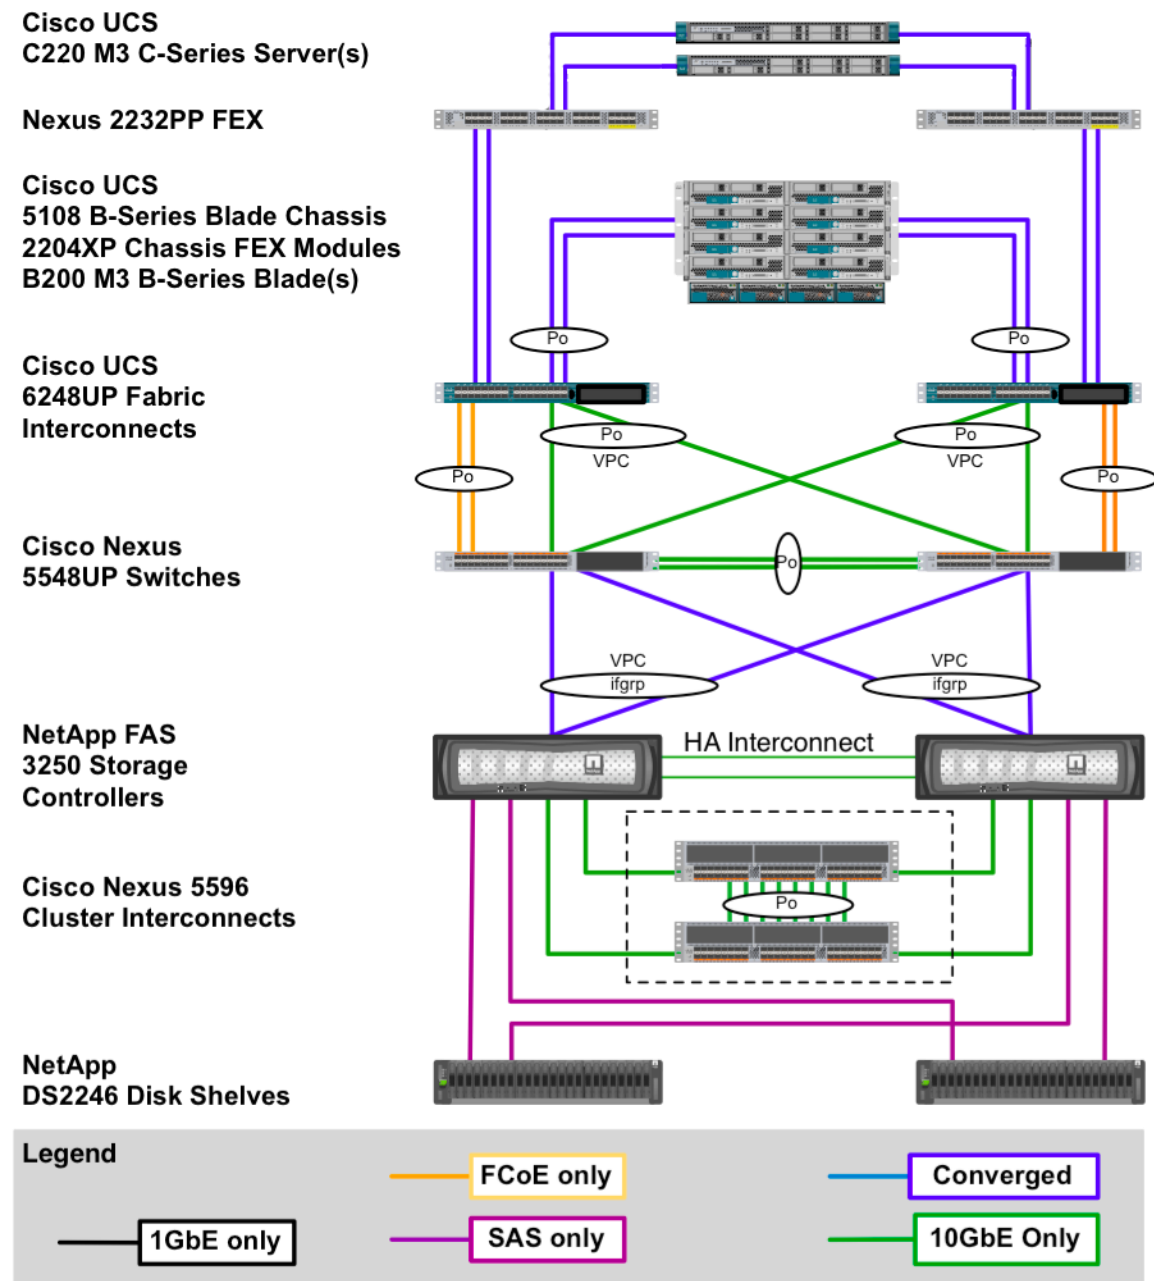 Cisco UCS
C220 M3 C-Series Server(s)
Nexus 2232PP FEX
Cisco UCS
5108 B-Series Blade Chassis
2204XP Chassis FEX Modules
B200 M3 B-Series Blade(s)
Po
Po
Cisco UCS
6248UP Fabric
Interconnects
Po
VPC
Po
VPC
Po
Po
Cisco Nexus
5548UP Switches
Po
VPC
ifgrp
VPC
ifgrp
NetApp FAS
3250 Storage
Controllers
HA Interconnect
Cisco Nexus 5596
Cluster Interconnects
Po
NetApp
DS2246 Disk Shelves
Legend
FCoE only
Converged
1GbE only
SAS only
10GbE Only